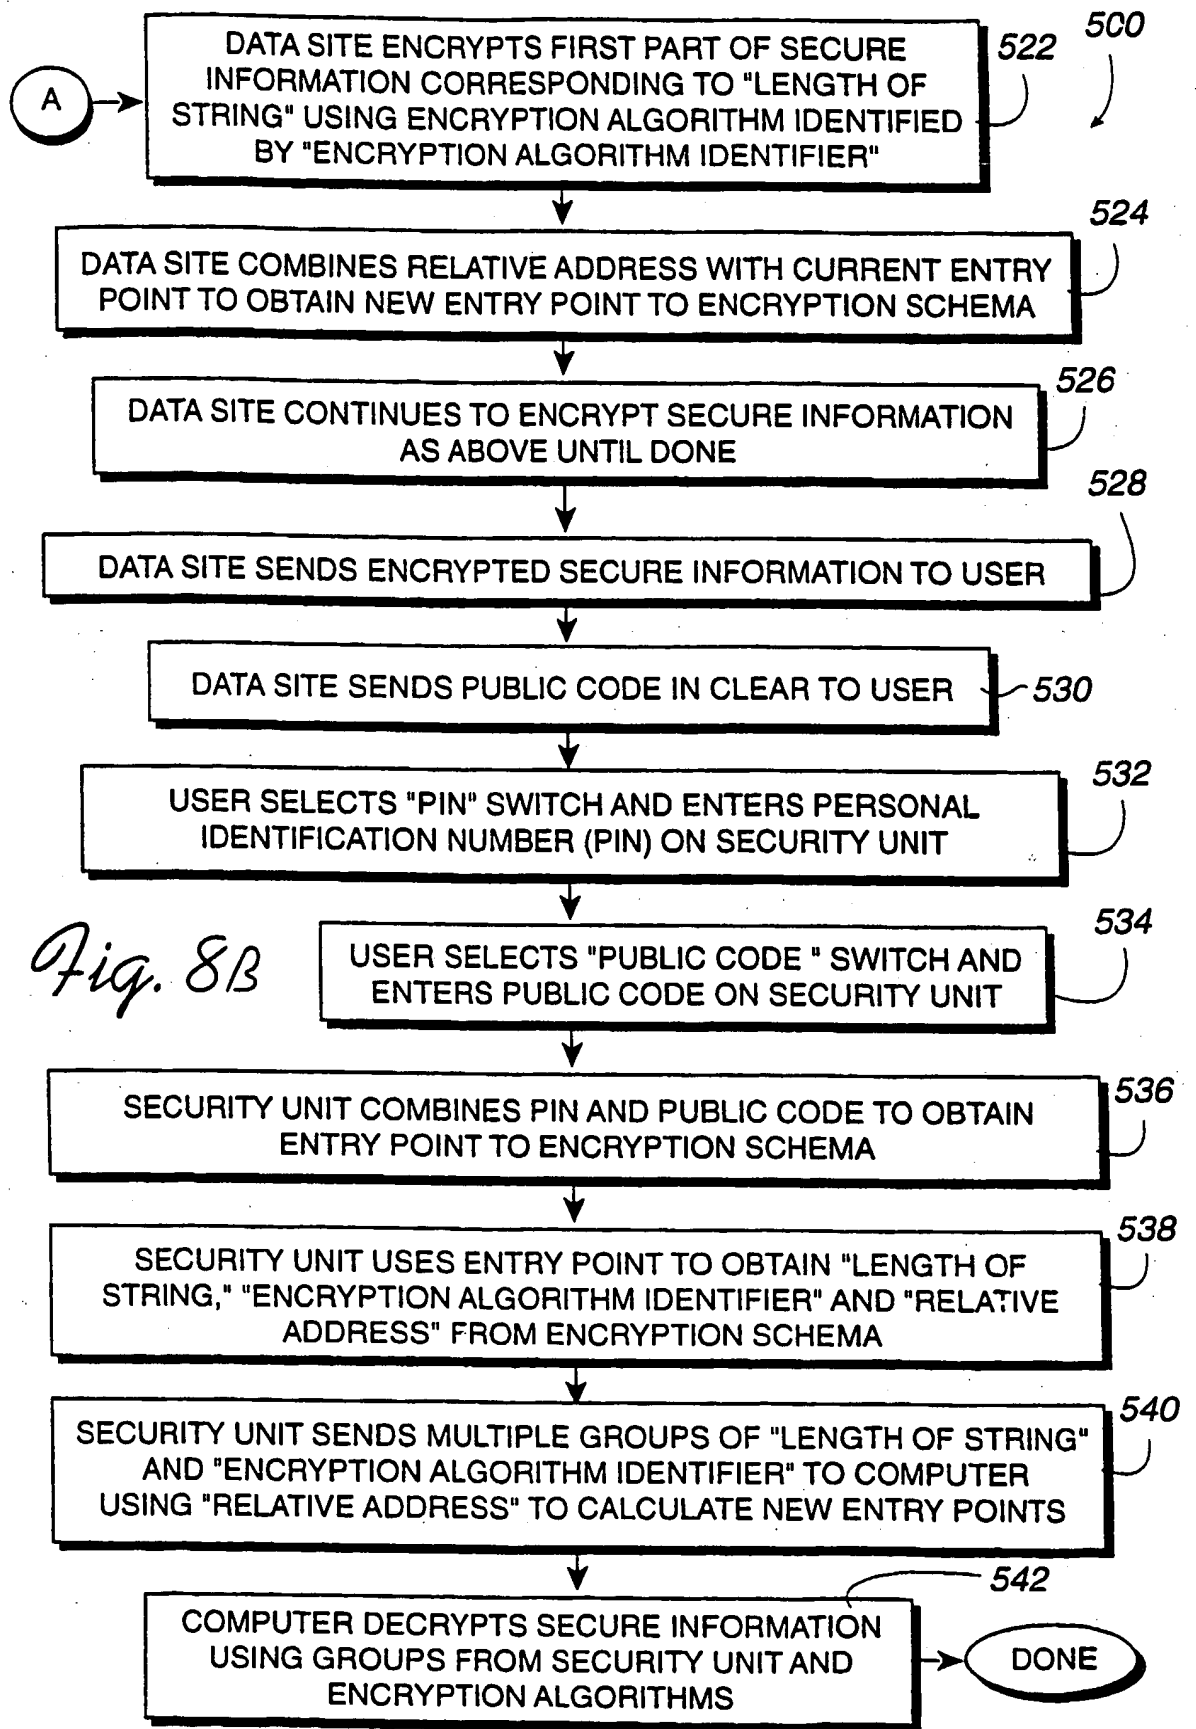 500
DATA SITE ENCRYPTS FIRST PART OF SECURE
INFORMATION CORRESPONDING TO "LENGTH OF
STRING" USING ENCRYPTION ALGORITHM IDENTIFIED
BY "ENCRYPTION ALGORITHM IDENTIFIER"
522
A
524
DATA SITE COMBINES RELATIVE ADDRESS WITH CURRENT ENTRY
POINT TO OBTAIN NEW ENTRY POINT TO ENCRYPTION SCHEMA
526
DATA SITE CONTINUES TO ENCRYPT SECURE INFORMATION
AS ABOVE UNTIL DONE
528
DATA SITE SENDS ENCRYPTED SECURE INFORMATION TO USER
DATA SITE SENDS PUBLIC CODE IN CLEAR TO USER
530
532
USER SELECTS "PIN" SWITCH AND ENTERS PERSONAL
IDENTIFICATION NUMBER (PIN) ON SECURITY UNIT
534
Fig. 8B
USER SELECTS "PUBLIC CODE " SWITCH AND
ENTERS PUBLIC CODE ON SECURITY UNIT
536
SECURITY UNIT COMBINES PIN AND PUBLIC CODE TO OBTAIN
ENTRY POINT TO ENCRYPTION SCHEMA
538
SECURITY UNIT USES ENTRY POINT TO OBTAIN "LENGTH OF
STRING," "ENCRYPTION ALGORITHM IDENTIFIER" AND "RELATIVE
ADDRESS" FROM ENCRYPTION SCHEMA
540
SECURITY UNIT SENDS MULTIPLE GROUPS OF "LENGTH OF STRING"
AND "ENCRYPTION ALGORITHM IDENTIFIER" TO COMPUTER
USING "RELATIVE ADDRESS" TO CALCULATE NEW ENTRY POINTS
542
COMPUTER DECRYPTS SECURE INFORMATION
USING GROUPS FROM SECURITY UNIT AND
ENCRYPTION ALGORITHMS
DONE